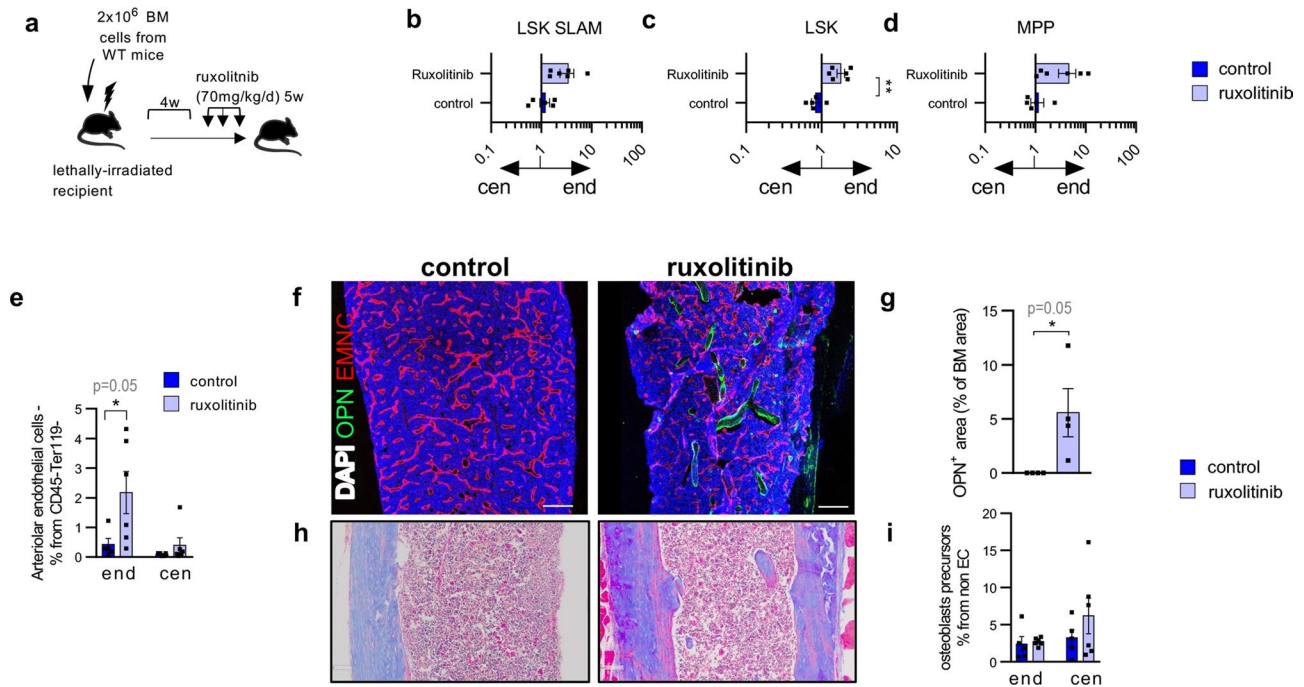 a
2x10⁶ BM
cells from
WT mice
ruxolitnib
4w
(70mg/kg/d) 5w
lethally-irradiated
recipient
b
LSK SLAM
Ruxolitinib
control
0.1
1
10
100
cen
end
c
LSK
Ruxolitinib
control
**
0.1
1
10
cen
end
d
MPP
Ruxolitinib
control
0.1
1
10
100
cen
end
control
ruxolitinib
e
control
ruxolitinib
p=0.05
*
Arteriolar endothelial cells -
% from CD45-Ter119-
5
4
3
2
1
0
end
cen
f
control
ruxolitinib
DAPI OPN EMNC
g
p=0.05
*
OPN⁺ area (% of BM area)
15
10
5
0
control
ruxolitinib
h
i
osteoblasts precursors
% from non EC
20
15
10
5
0
end
cen